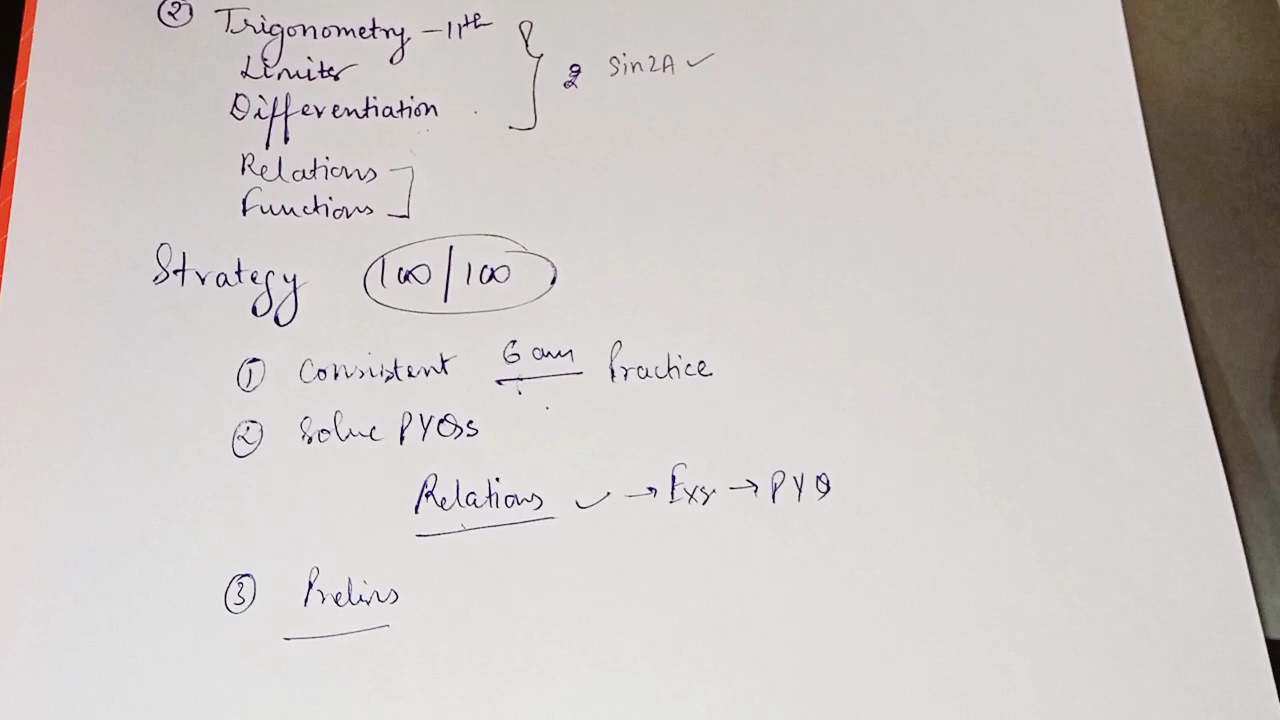 ② Trigonometry - 11th
Limits
Differentiation
2 Sin2A ✓
Relations
Functions
Strategy 100/100
① Consistent 6 am Practice
② Solve PYQs
Relations ✓ → Exs → PYQ
③ Prelims